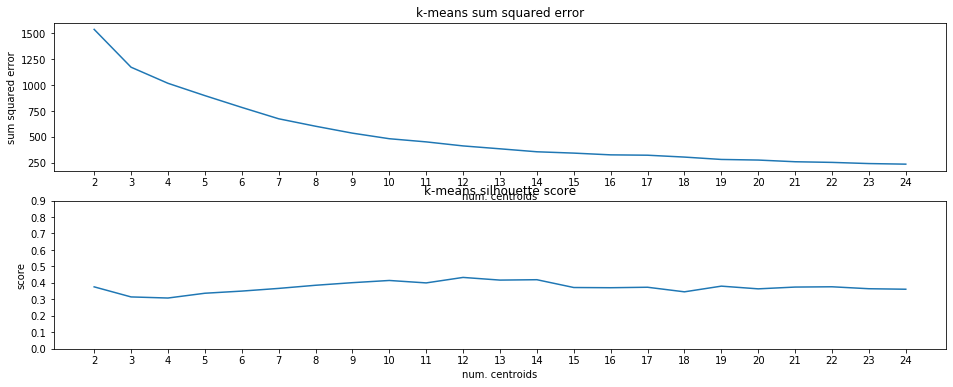 k-means sum squared error
sum squared error
1500
1250
1000
750
500
250
2 3 4 5 6 7 8 9 10 11 12 13 14 15 16 17 18 19 20 21 22 23 24
num. centroids
k-means silhouette score
score
0.9
0.8
0.7
0.6
0.5
0.4
0.3
0.2
0.1
0.0
2 3 4 5 6 7 8 9 10 11 12 13 14 15 16 17 18 19 20 21 22 23 24
num. centroids